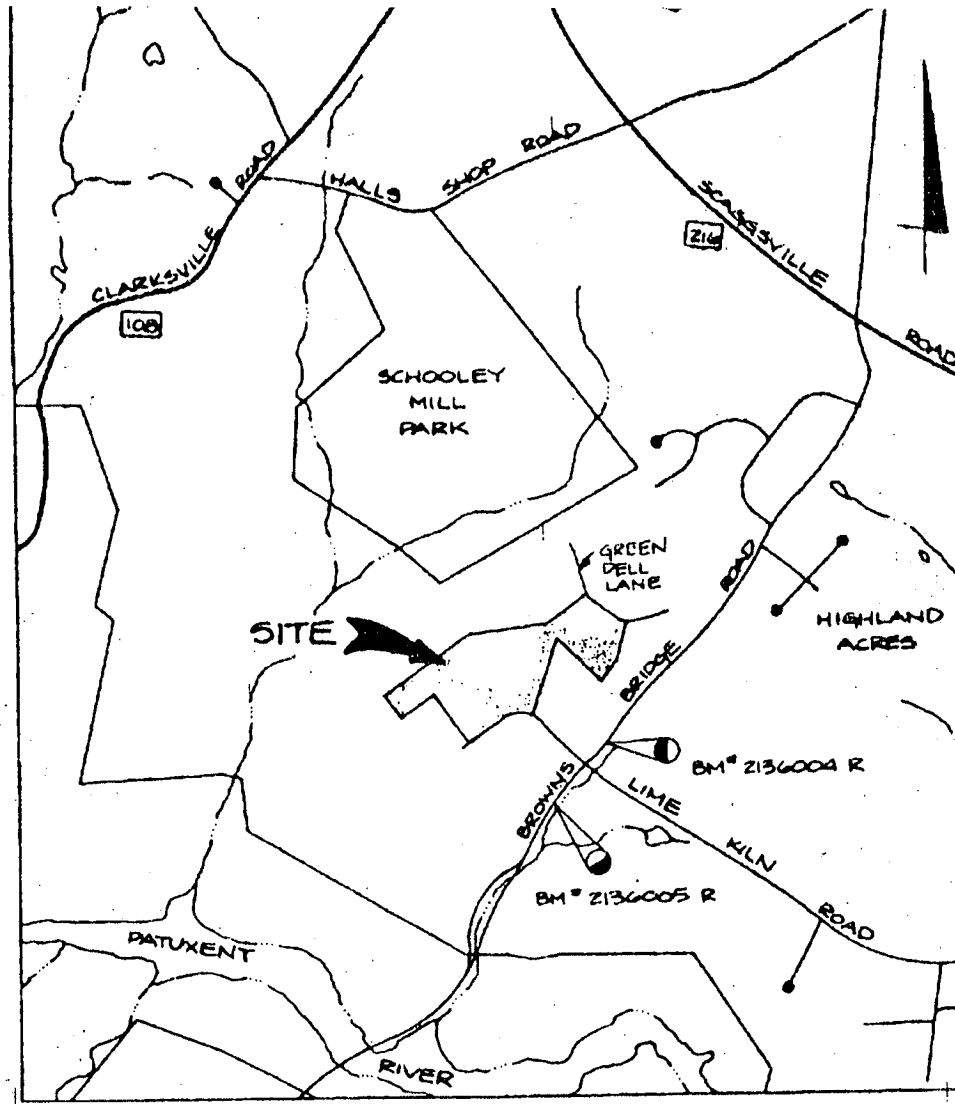 HALLS SHOP ROAD
CLARKSVILLE ROAD
108
216
SCAGGSVILLE ROAD
SCHOOLEY
MILL
PARK
GREEN
DELL
LANE
SITE
HIGHLAND
ACRES
BROWNS BRIDGE ROAD
BM# 2136004 R
LIME KILN ROAD
BM# 2136005 R
PATUXENT RIVER